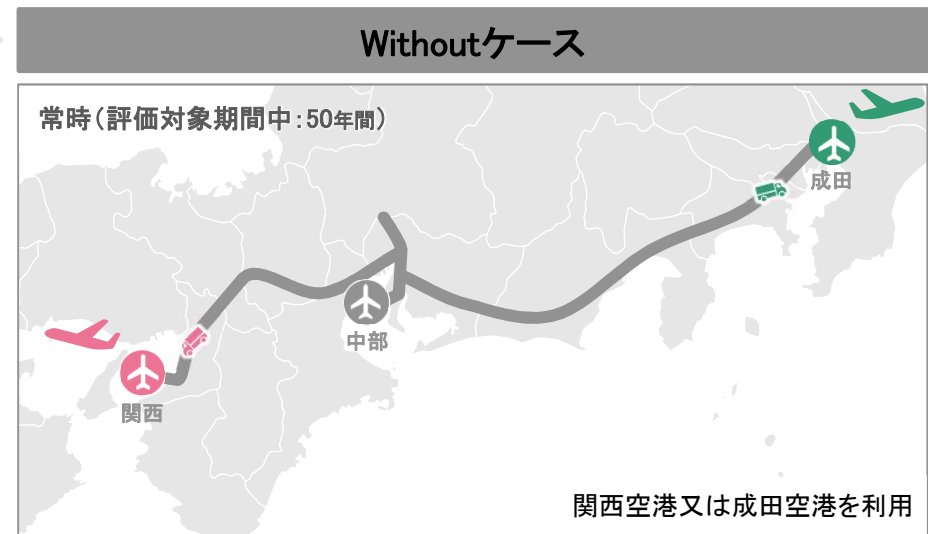 Withoutケース
常時(評価対象期間中:50年間)
成田
中部
関西
関西空港又は成田空港を利用